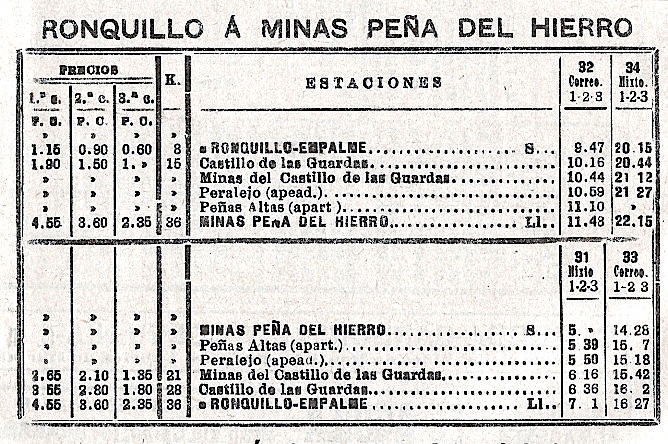 RONQUILLO Á MINAS PEÑA DEL HIERRO
PRECIOS K. ESTACIONES 32 34
Correo. Mixto.
1.ª c. 2.ª c. 3.ª c. 1-2-3 1-2-3
P. C. P. C. P. C.
» » » »
1.15 0.90 0.60 8 RONQUILLO-EMPALME S... 9.47 20.15
1.90 1.50 1. » 15 Castillo de las Guardas 10.16 20.44
» » » » Minas del Castillo de las Guardas 10.44 21 12
» » » » Peralejo (apead.) 10.59 21 27
» » » » Peñas Altas (apart.) 11.10 »
4.55 3.60 2.35 36 MINAS PEÑA DEL HIERRO Ll.. 11.43 22.15
91 93
Mixto Correo.
1-2-3 1-2 3
» » » »
» » » » MINAS PEÑA DEL HIERRO S... 5. » 14.28
» » » » Peñas Altas (apart.) 5 39 15. 7
» » » » Peralejo (apead.) 5 50 15.18
2.65 2.10 1.35 21 Minas del Castillo de las Guardas 6 16 15.42
3 55 2.80 1.80 28 Castillo de las Guardas 6 36 16. 2
4.55 3.60 2.35 36 RONQUILLO-EMPALME Ll.. 7. 1 16 27